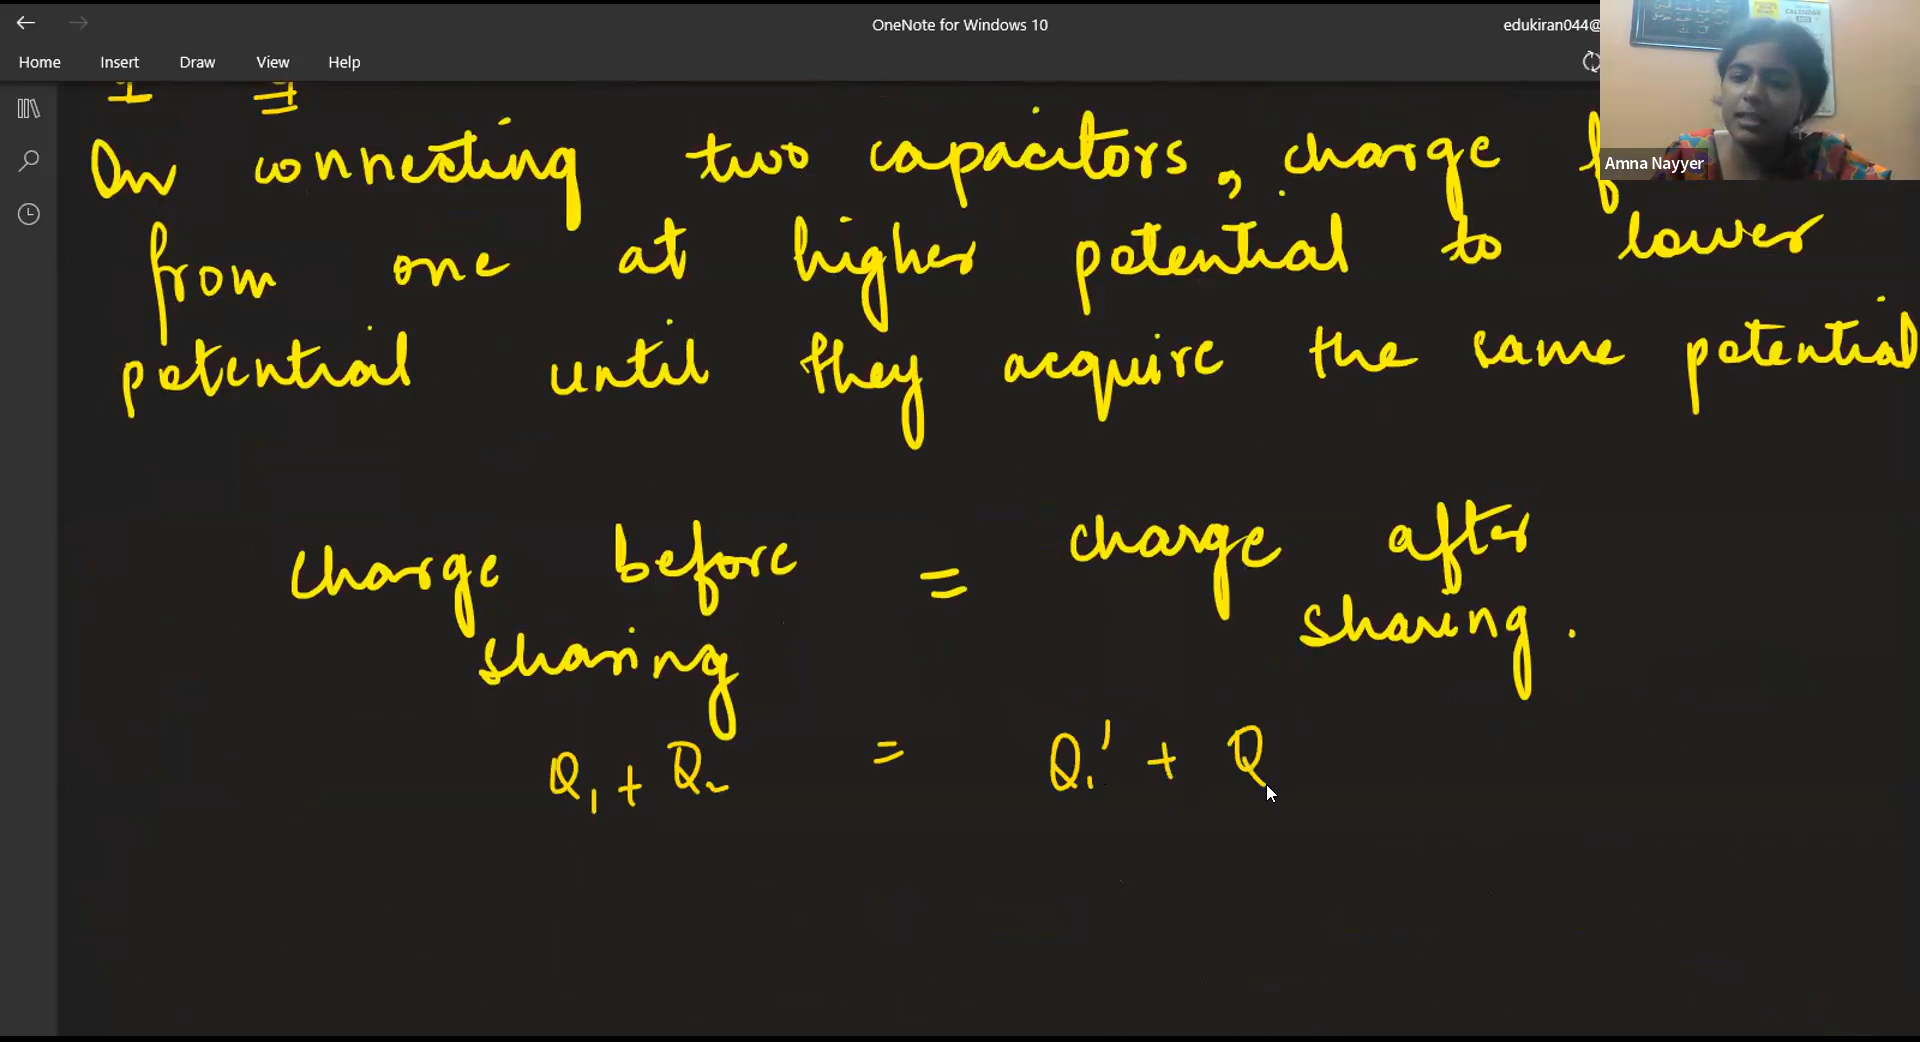 OneNote for Windows 10
edukiran044@
Home Insert Draw View Help
Amna Nayyer
On connecting two capacitors, charge
from one at higher potential to lower
potential until they acquire the same potential
charge before = charge after
sharing sharing.
Q₁ + Q₂ = Q₁' + Q